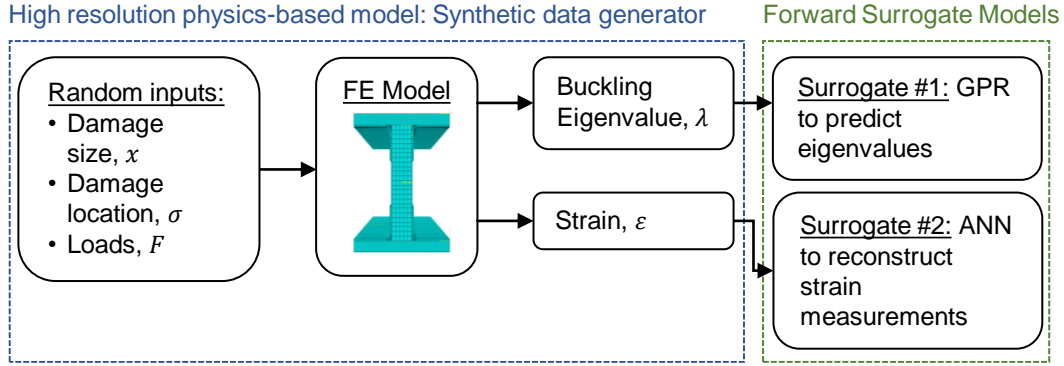 High resolution physics-based model: Synthetic data generator
Forward Surrogate Models
Random inputs:
• Damage
size, x
• Damage
location, σ
• Loads, F
FE Model
Buckling
Eigenvalue, λ
Strain, ε
Surrogate #1: GPR
to predict
eigenvalues
Surrogate #2: ANN
to reconstruct
strain
measurements